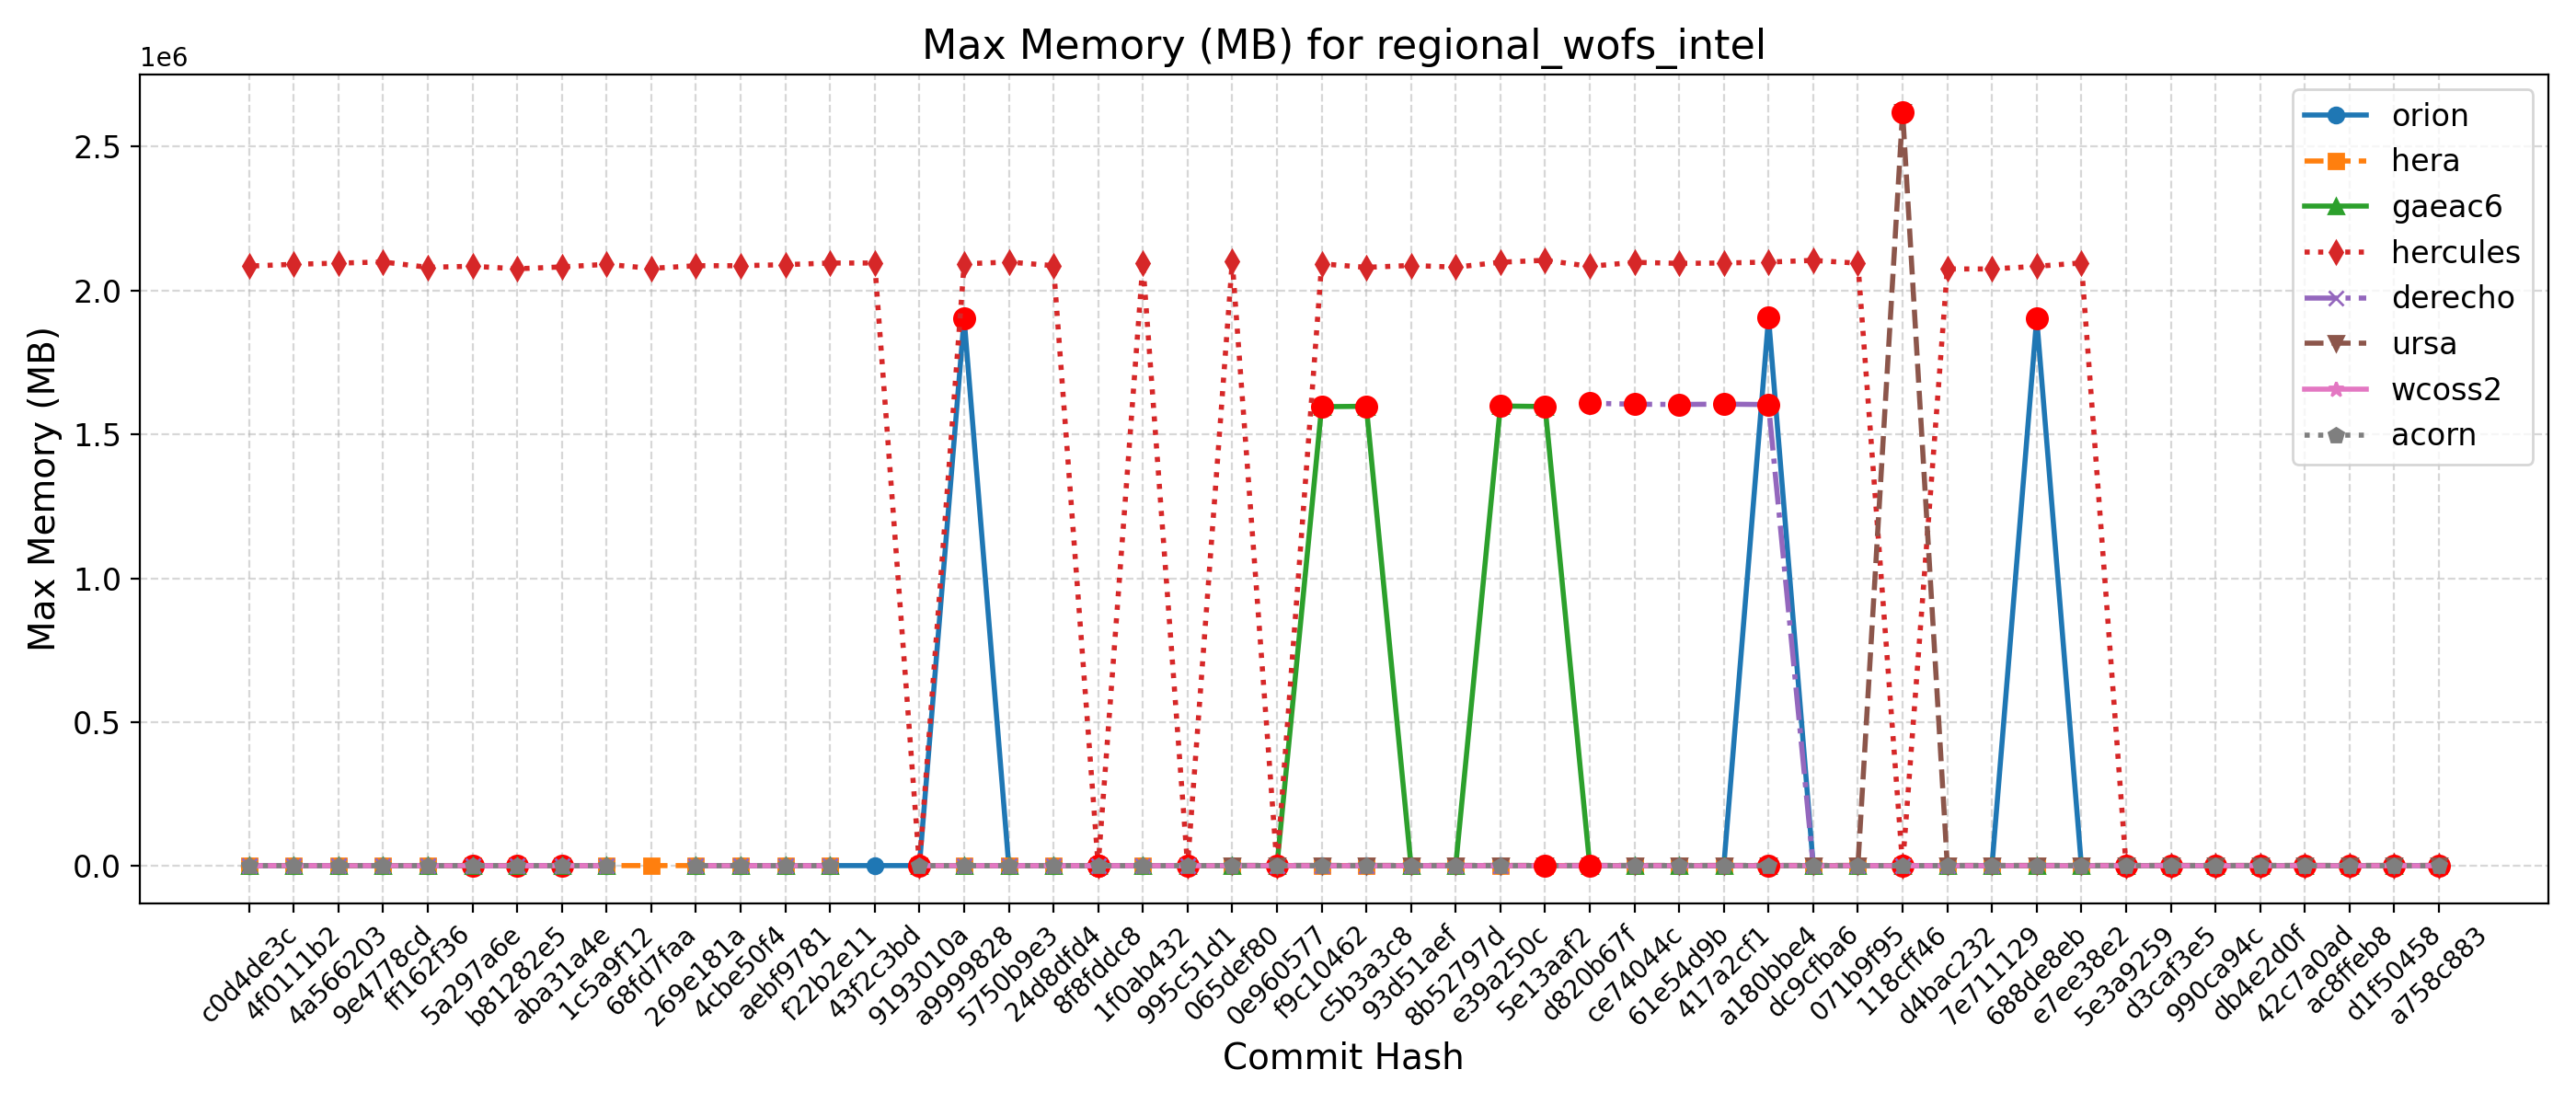 Max Memory (MB) for regional_wofs_intel
1e6
2.5
2.0
1.5
1.0
0.5
0.0
Max Memory (MB)
orion
hera
gaeac6
hercules
derecho
ursa
wcoss2
acorn
c0d4de3c
4f0111b2
4a566203
9e4778cd
ff162f36
5a297a6e
b81282e5
aba31a4e
1c5a9f12
68fd7faa
269e181a
4cbe50f4
aebf9781
f22b2e11
43f2c3bd
9193010a
a9999828
5750b9e3
24d8dfd4
8f8fddc8
1f0ab432
995c51d1
065def80
0e960577
f9c10462
c5b3a3c8
93d51aef
8b52797d
e39a250c
5e13aaf2
d820b67f
ce74044c
61e54d9b
417a2cf1
a180bbe4
dc9cfba6
071b9f95
118cff46
d4bac232
7e711129
688de8eb
e7ee38e2
5e3a9259
d3caf3e5
990ca94c
db4e2d0f
42c7a0ad
ac8ffeb8
d1f50458
a758c883
Commit Hash